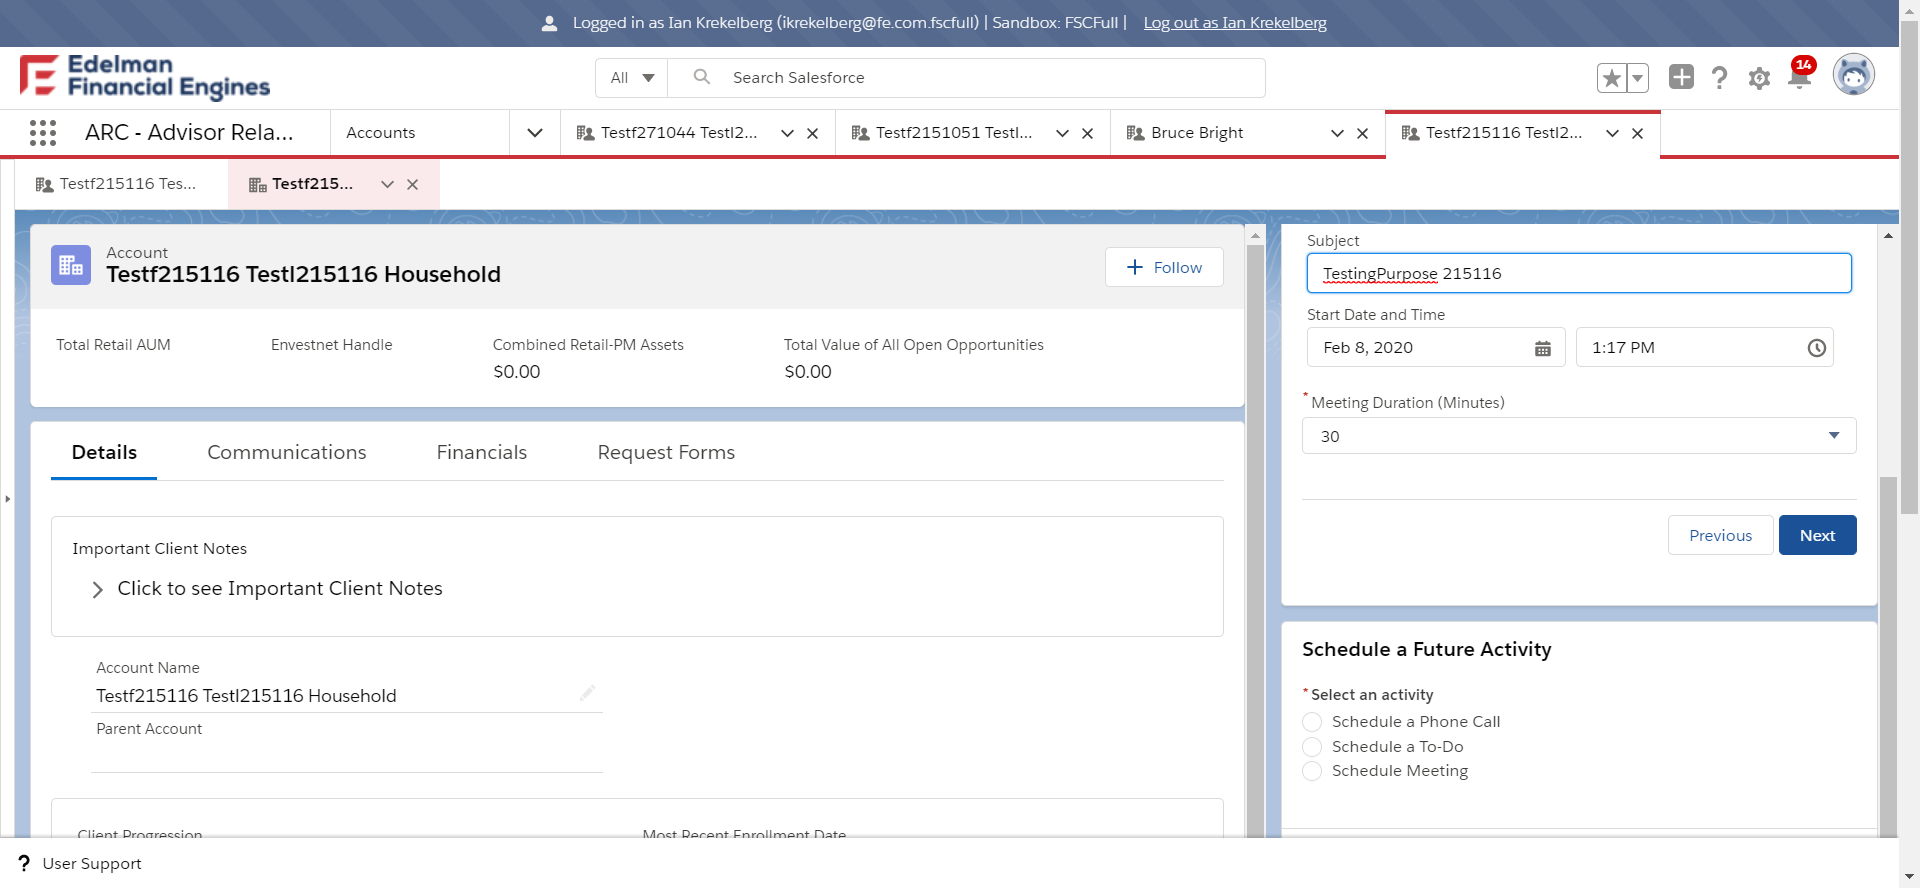 Logged in as Ian Krekelberg (ikrekelberg@fe.com.fscfull) | Sandbox: FSCFull | Log out as Ian Krekelberg
Edelman
Financial Engines
All
Search Salesforce
14
ARC - Advisor Rela...
Accounts
Testf271044 Testl2...
Testf2151051 Testl...
Bruce Bright
Testf215116 Testl2...
Testf215116 Tes...
Testf215...
Account
Testf215116 Testl215116 Household
Follow
Total Retail AUM
Envestnet Handle
Combined Retail-PM Assets
$0.00
Total Value of All Open Opportunities
$0.00
Details
Communications
Financials
Request Forms
Important Client Notes
Click to see Important Client Notes
Account Name
Testf215116 Testl215116 Household
Parent Account
Client Progression
Most Recent Enrollment Date
Subject
TestingPurpose 215116
Start Date and Time
Feb 8, 2020
1:17 PM
* Meeting Duration (Minutes)
30
Previous
Next
Schedule a Future Activity
* Select an activity
Schedule a Phone Call
Schedule a To-Do
Schedule Meeting
? User Support